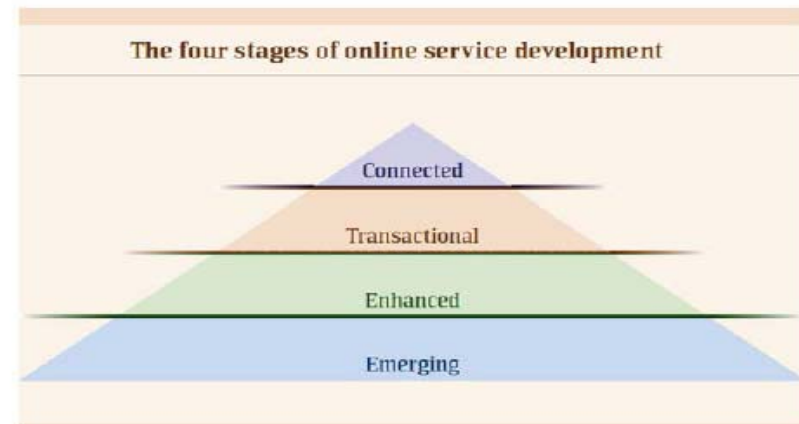 The four stages of online service development
Connected
Transactional
Enhanced
Emerging